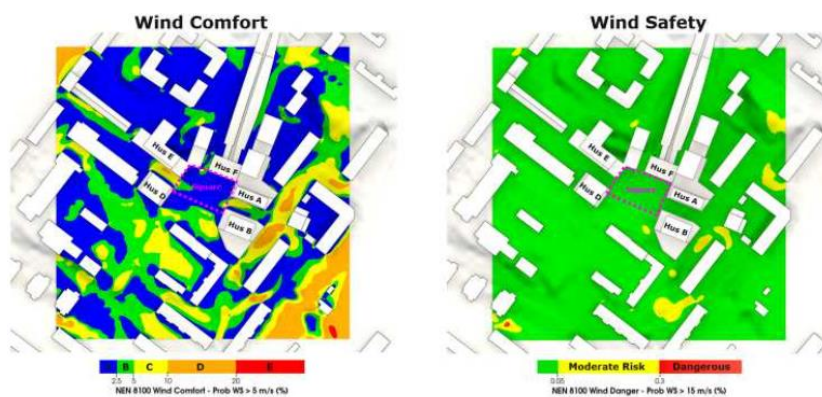 Wind Comfort
Hus E
Hus F
Square
Hus D
Hus A
Hus B
B C D E
2.5 5 10 20
NEN 8100 Wind Comfort - Prob WS > 5 m/s (%)
Wind Safety
Hus E
Hus F
Square
Hus D
Hus A
Hus B
Moderate Risk Dangerous
0.05 0.3
NEN 8100 Wind Danger - Prob WS > 15 m/s (%)